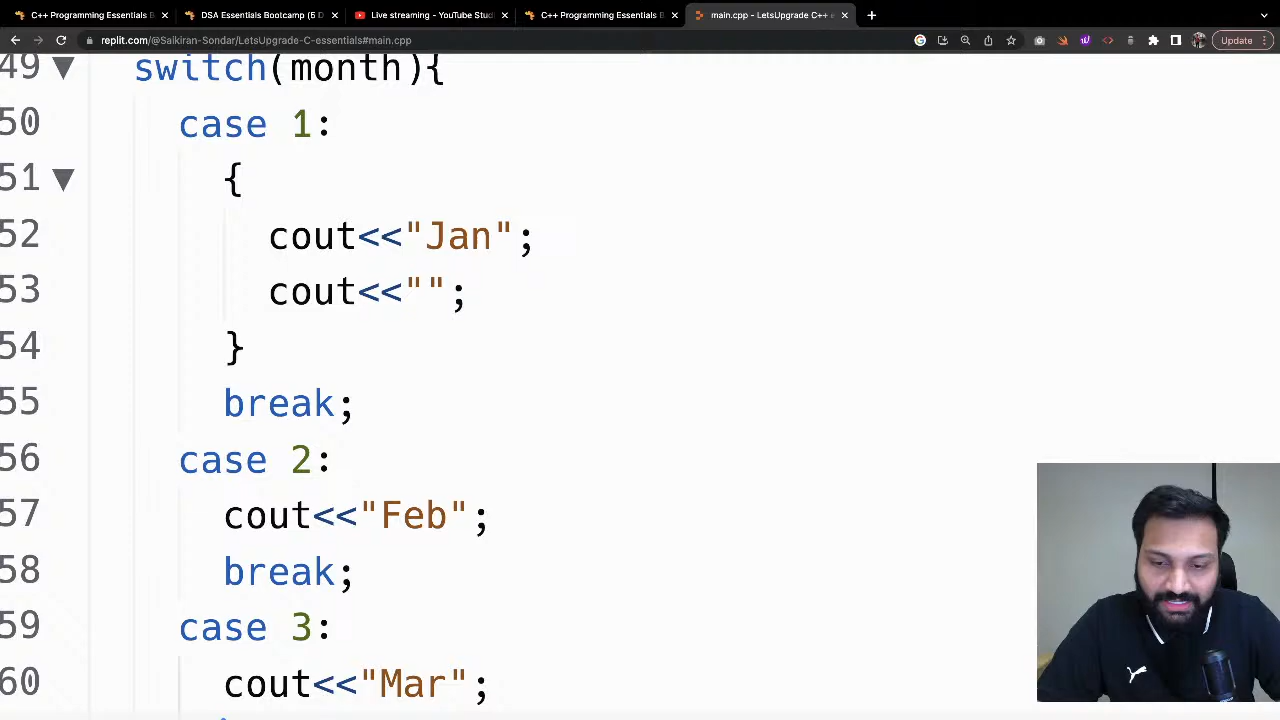 C++ Programming Essentials B
DSA Essentials Bootcamp (5 D
Live streaming - YouTube Stud
C++ Programming Essentials B
main.cpp - LetsUpgrade C++ e
replit.com/@Saikiran-Sondar/LetsUpgrade-C-essentials#main.cpp
Update
49 switch(month){
50 case 1:
51 {
52 cout<<"Jan";
53 cout<<"";
54 }
55 break;
56 case 2:
57 cout<<"Feb";
58 break;
59 case 3:
60 cout<<"Mar";